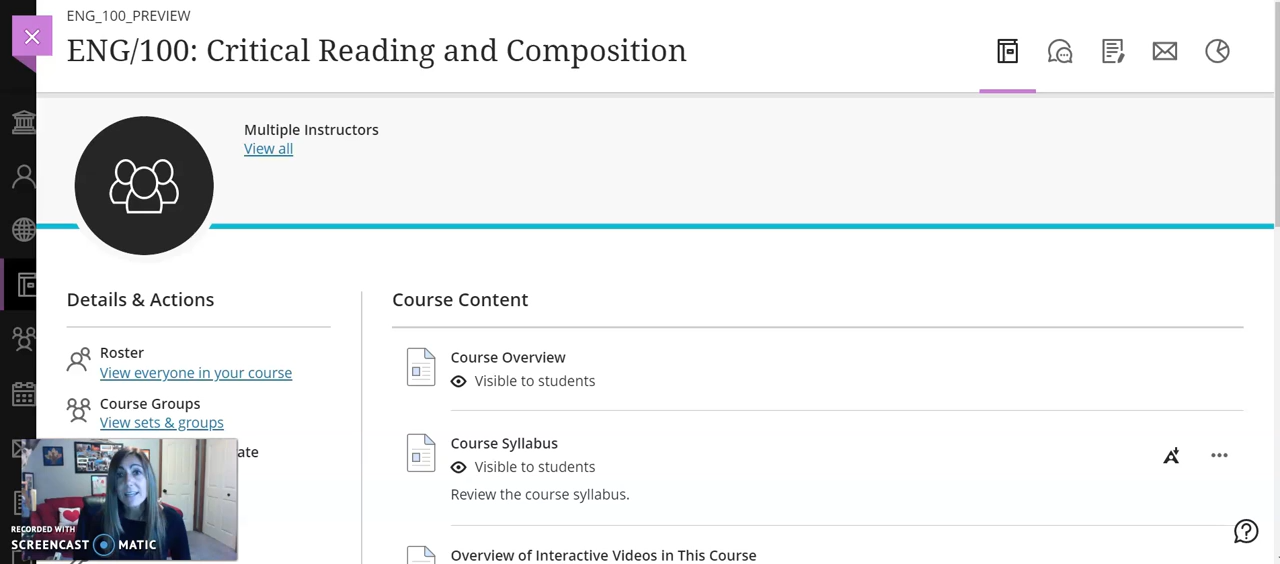 ENG_100_PREVIEW
ENG/100: Critical Reading and Composition
Multiple Instructors
View all
Details & Actions
Roster
View everyone in your course
Course Groups
View sets & groups
ate
Course Content
Course Overview
Visible to students
Course Syllabus
Visible to students
Review the course syllabus.
Overview of Interactive Videos in This Course
RECORDED WITH
SCREENCAST MATIC